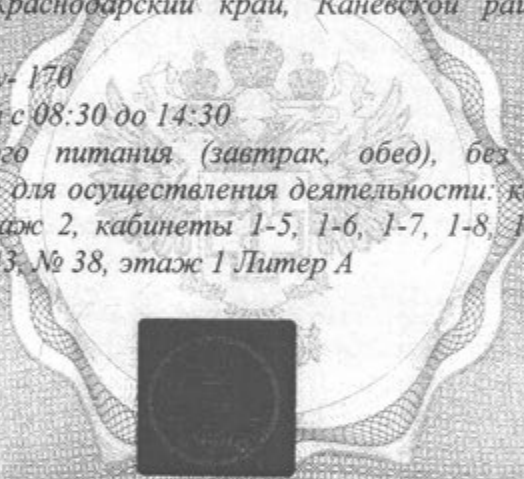 Краснодарский край, Каневской рай
- 170
с 08:30 до 14:30
го питания (завтрак, обед), без
для осуществления деятельности: к
аж 2, кабинеты 1-5, 1-6, 1-7, 1-8, 1
3, № 38, этаж 1 Литер А